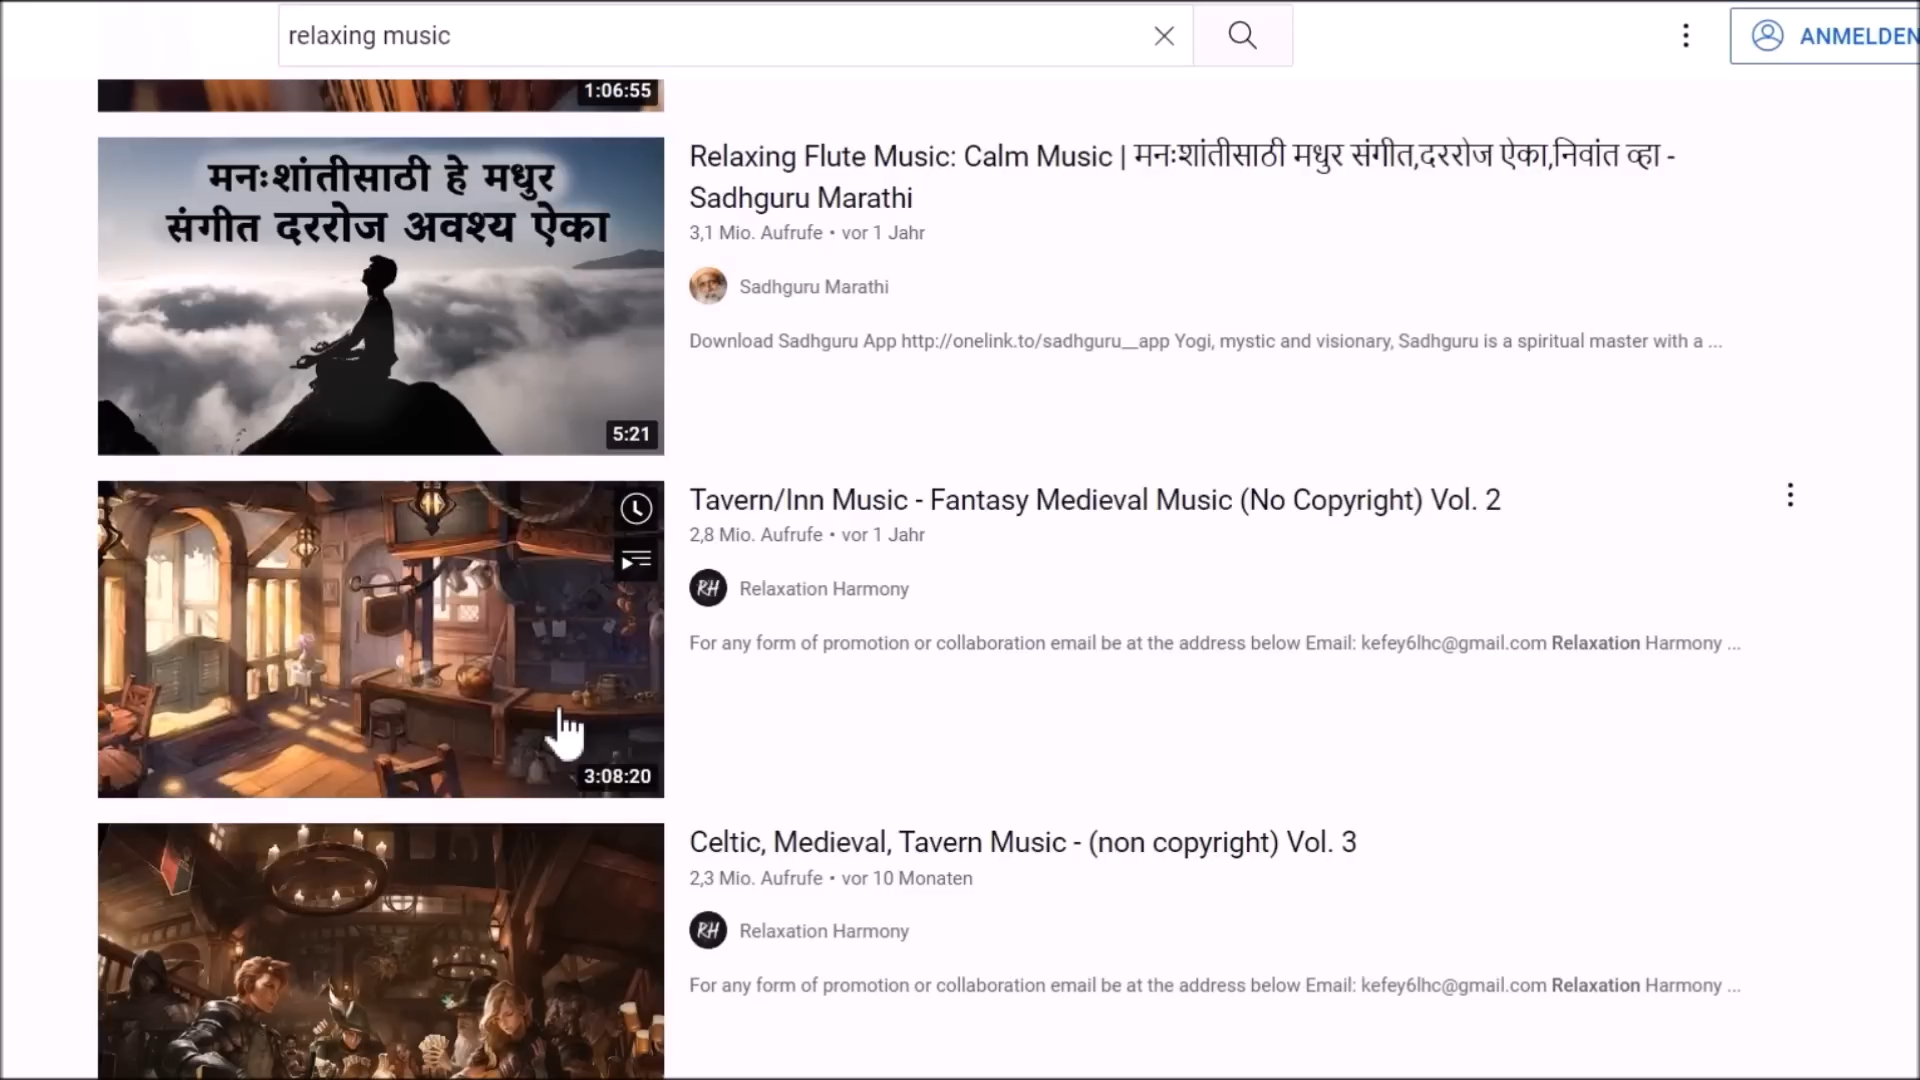 relaxing music
ANMELDEN
1:06:55
मनःशांतीसाठी हे मधुर
संगीत दररोज अवश्य ऐका
5:21
Relaxing Flute Music: Calm Music | मनःशांतीसाठी मधुर संगीत,दररोज ऐका,निवांत व्हा -
Sadhguru Marathi
3,1 Mio. Aufrufe • vor 1 Jahr
Sadhguru Marathi
Download Sadhguru App http://onelink.to/sadhguru__app Yogi, mystic and visionary, Sadhguru is a spiritual master with a ...
3:08:20
Tavern/Inn Music - Fantasy Medieval Music (No Copyright) Vol. 2
2,8 Mio. Aufrufe • vor 1 Jahr
RH
Relaxation Harmony
For any form of promotion or collaboration email be at the address below Email: kefey6lhc@gmail.com Relaxation Harmony ...
Celtic, Medieval, Tavern Music - (non copyright) Vol. 3
2,3 Mio. Aufrufe • vor 10 Monaten
RH
Relaxation Harmony
For any form of promotion or collaboration email be at the address below Email: kefey6lhc@gmail.com Relaxation Harmony ...